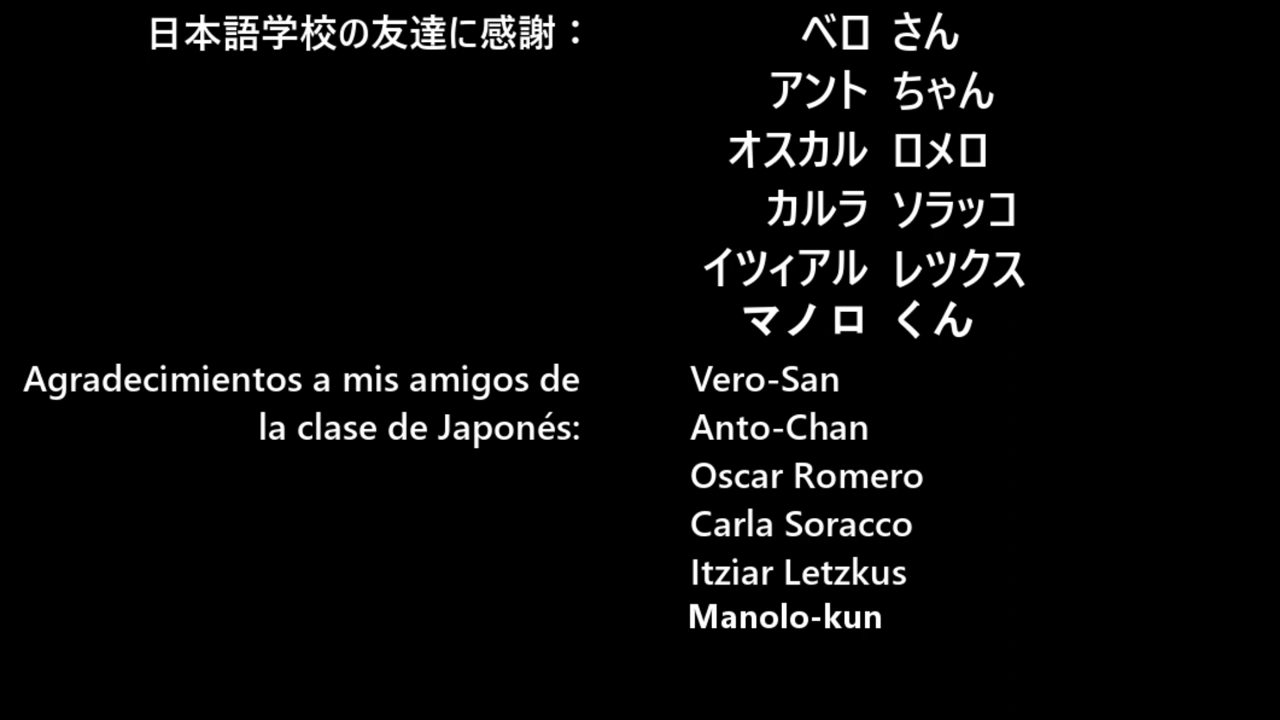 日本語学校の友達に感謝： ベロ さん
アント ちゃん
オスカル ロメロ
カルラ ソラッコ
イツィアル レツクス
マノロ くん
Agradecimientos a mis amigos de Vero-San
la clase de Japonés: Anto-Chan
Oscar Romero
Carla Soracco
Itziar Letzkus
Manolo-kun